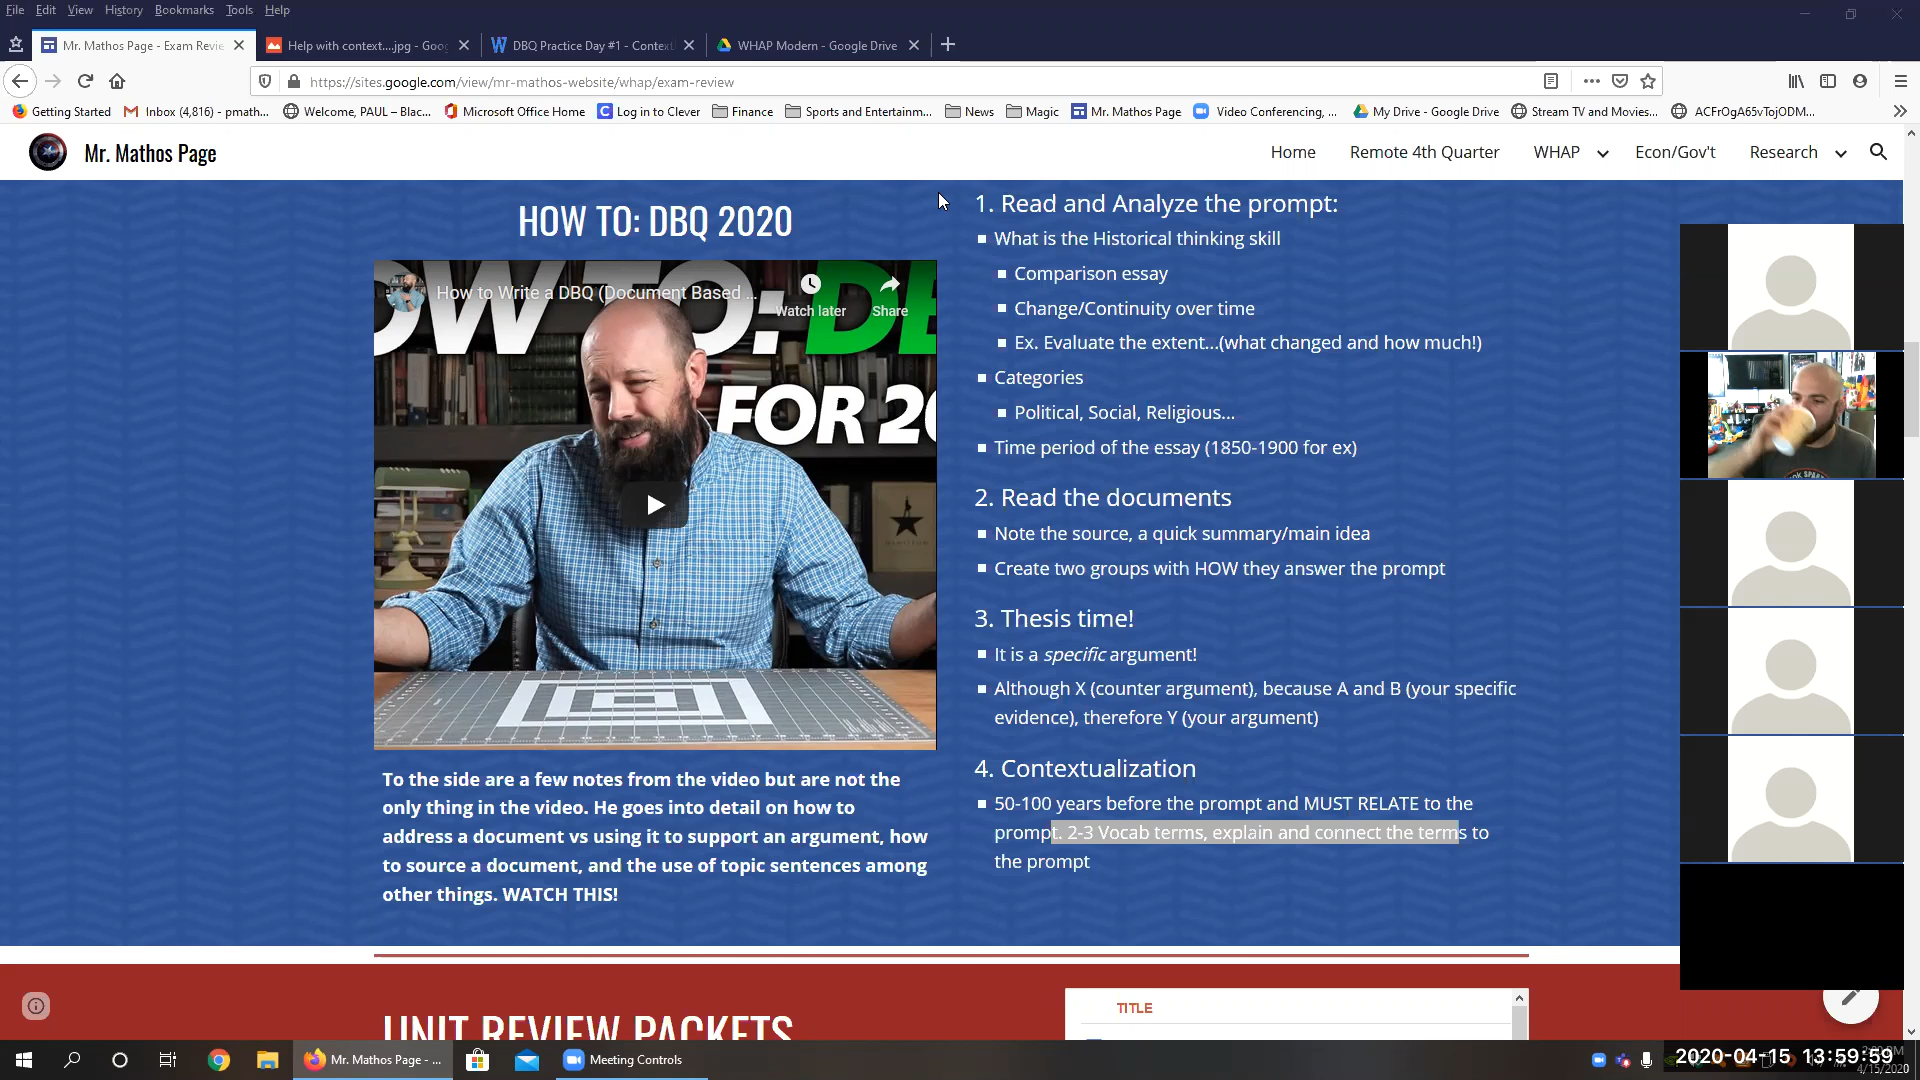 File Edit View History Bookmarks Tools Help
Mr. Mathos Page - Exam Revie
Help with context....jpg - Goo
DBQ Practice Day #1 - Context
WHAP Modern - Google Drive
https://sites.google.com/view/mr-mathos-website/whap/exam-review
Getting Started
Inbox (4,816) - pmath...
Welcome, PAUL – Blac...
Microsoft Office Home
Log in to Clever
Finance
Sports and Entertainm...
News
Magic
Mr. Mathos Page
Video Conferencing, ...
My Drive - Google Drive
Stream TV and Movies...
ACFrOgA65vTojODM...
Mr. Mathos Page
Home
Remote 4th Quarter
WHAP
Econ/Gov't
Research
HOW TO: DBQ 2020
How to Write a DBQ (Document Based ...
Watch later
Share
OW TO: DB
FOR 20
HAMILTON
To the side are a few notes from the video but are not the
only thing in the video. He goes into detail on how to
address a document vs using it to support an argument, how
to source a document, and the use of topic sentences among
other things. WATCH THIS!
1. Read and Analyze the prompt:
What is the Historical thinking skill
Comparison essay
Change/Continuity over time
Ex. Evaluate the extent...(what changed and how much!)
Categories
Political, Social, Religious...
Time period of the essay (1850-1900 for ex)
2. Read the documents
Note the source, a quick summary/main idea
Create two groups with HOW they answer the prompt
3. Thesis time!
It is a specific argument!
Although X (counter argument), because A and B (your specific
evidence), therefore Y (your argument)
4. Contextualization
50-100 years before the prompt and MUST RELATE to the
prompt. 2-3 Vocab terms, explain and connect the terms to
the prompt
UNIT REVIEW PACKETS
TITLE
Mr. Mathos Page - ...
Meeting Controls
2020-04-15 13:59:59
4/15/2020